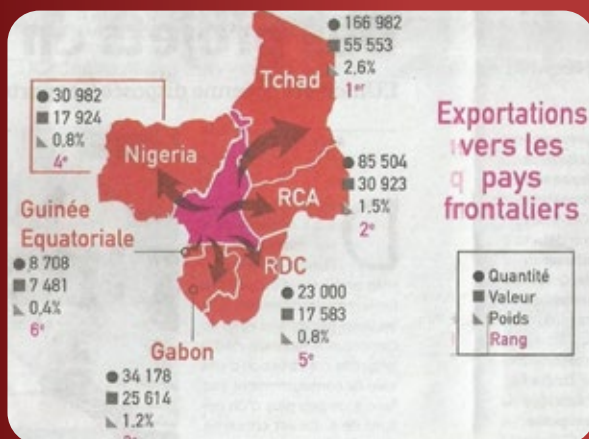 ● 166 982
■ 55 553
◣ 2,6%
1er
Tchad
● 30 982
■ 17 924
◣ 0,8%
4e
Nigeria
Exportations
vers les
pays
frontaliers
● 85 504
■ 30 923
◣ 1.5%
2e
RCA
Guinée
Equatoriale
● 8 708
■ 7 481
◣ 0,4%
6e
RDC
● 23 000
■ 17 583
◣ 0,8%
5e
● Quantité
■ Valeur
◣ Poids
Rang
Gabon
● 34 178
■ 25 614
◣ 1.2%